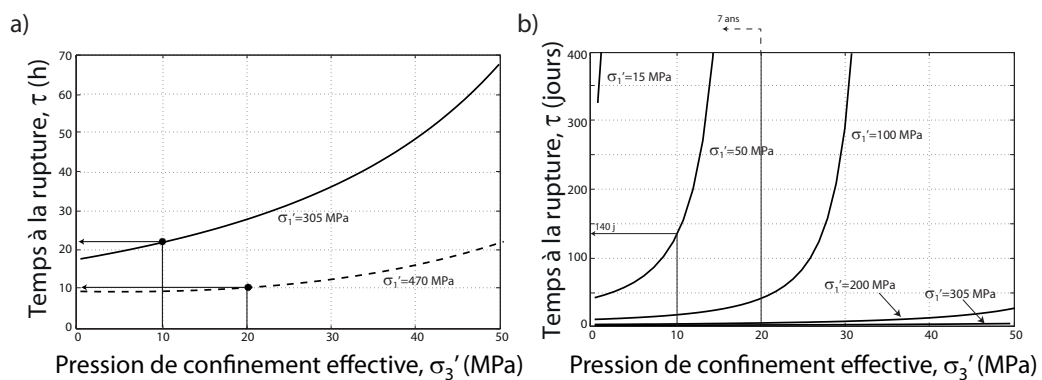 a)
Temps à la rupture, τ (h)
70
60
50
40
30
20
10
0
σ₁'=305 MPa
σ₁'=470 MPa
0 10 20 30 40 50
Pression de confinement effective, σ₃' (MPa)
b)
7 ans
Temps à la rupture, τ (jours)
400
300
200
100
0
σ₁'=15 MPa
σ₁'=50 MPa
σ₁'=100 MPa
140 j
σ₁'=200 MPa
σ₁'=305 MPa
0 10 20 30 40 50
Pression de confinement effective, σ₃' (MPa)